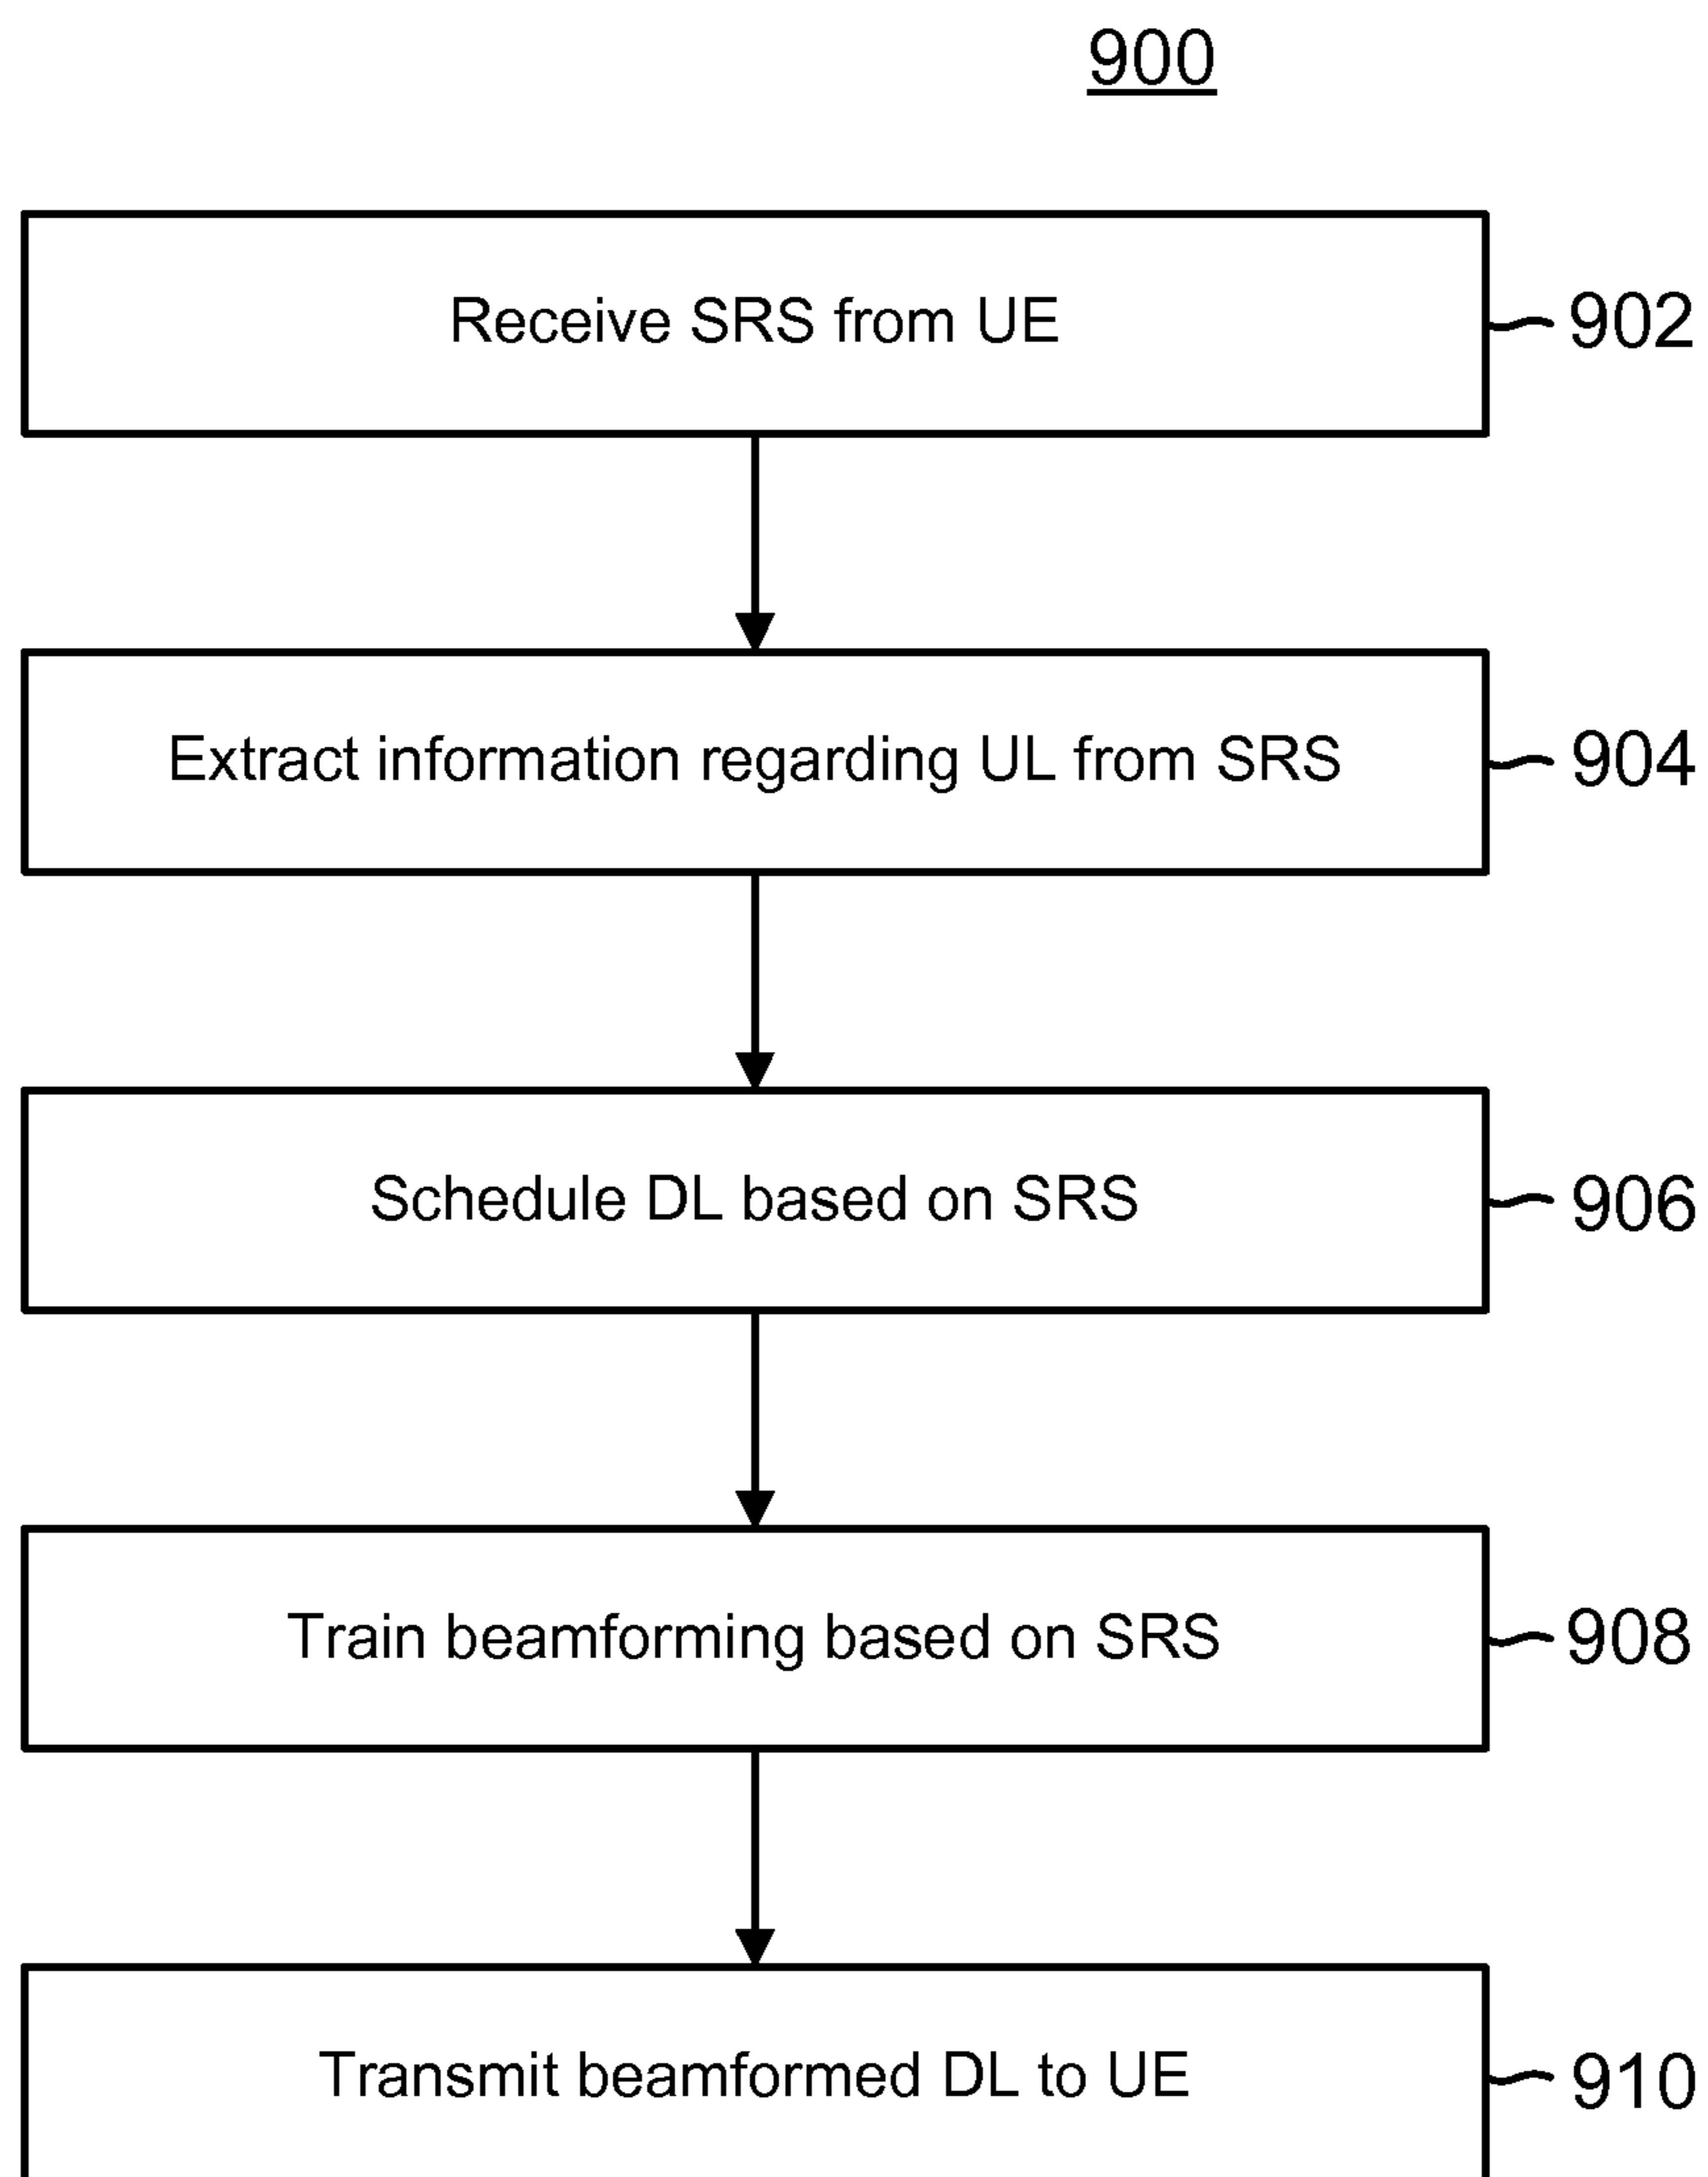 900
Receive SRS from UE
902
Extract information regarding UL from SRS
904
Schedule DL based on SRS
906
Train beamforming based on SRS
908
Transmit beamformed DL to UE
910